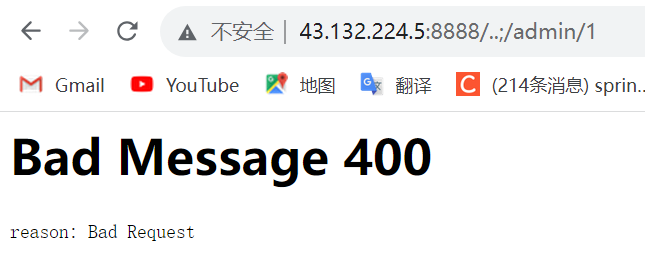 不安全 | 43.132.224.5:8888/..;/admin/1
Gmail YouTube 地图 翻译 C (214条消息) sprin...
Bad Message 400
reason: Bad Request